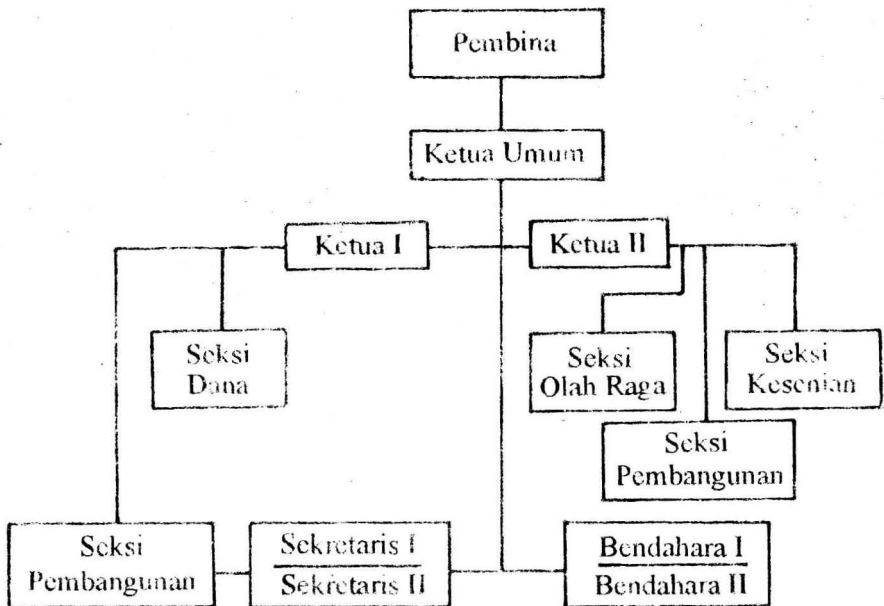 Pembina
Ketua Umum
Ketua I
Ketua II
Seksi
Dana
Seksi
Olah Raga
Seksi
Kesenian
Seksi
Pembangunan
Seksi
Pembangunan
Sekretaris I
Sekretaris II
Bendahara I
Bendahara II